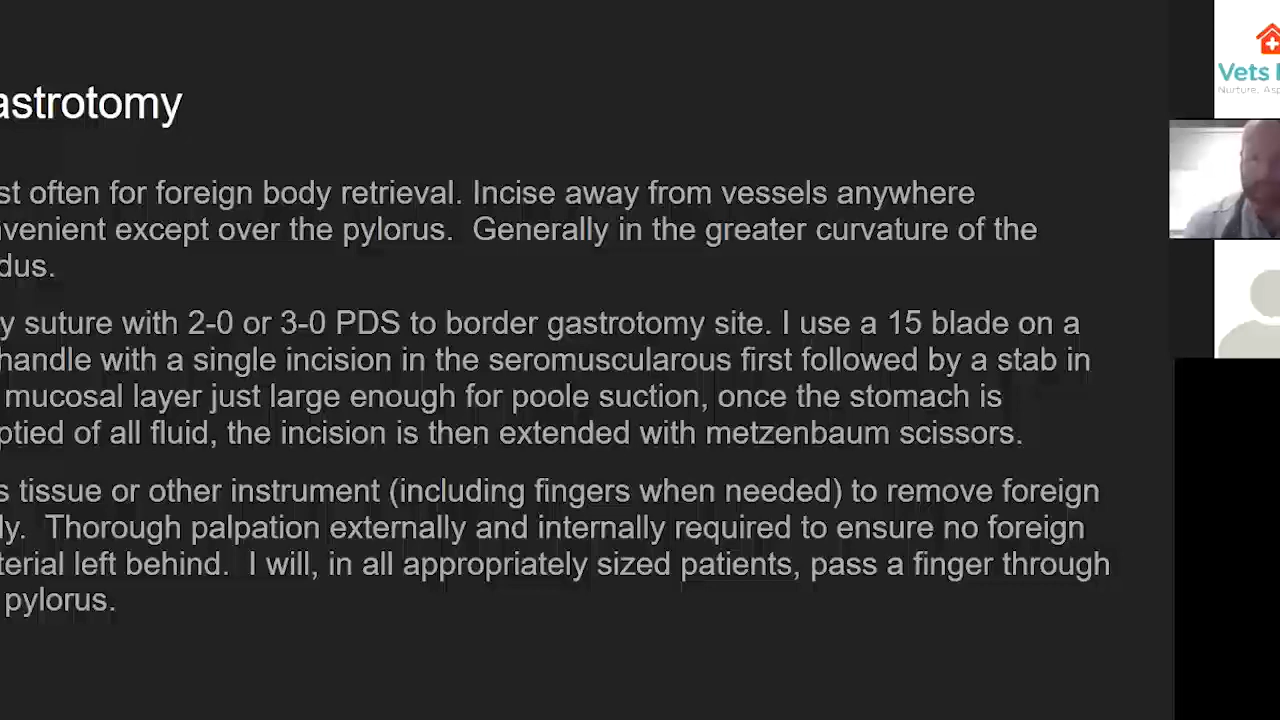 astrotomy
st often for foreign body retrieval. Incise away from vessels anywhere
venient except over the pylorus. Generally in the greater curvature of the
dus.
y suture with 2-0 or 3-0 PDS to border gastrotomy site. I use a 15 blade on a
handle with a single incision in the seromuscularous first followed by a stab in
mucosal layer just large enough for poole suction, once the stomach is
ptied of all fluid, the incision is then extended with metzenbaum scissors.
s tissue or other instrument (including fingers when needed) to remove foreign
ly. Thorough palpation externally and internally required to ensure no foreign
terial left behind. I will, in all appropriately sized patients, pass a finger through
pylorus.
Vets
Nurture, Asp